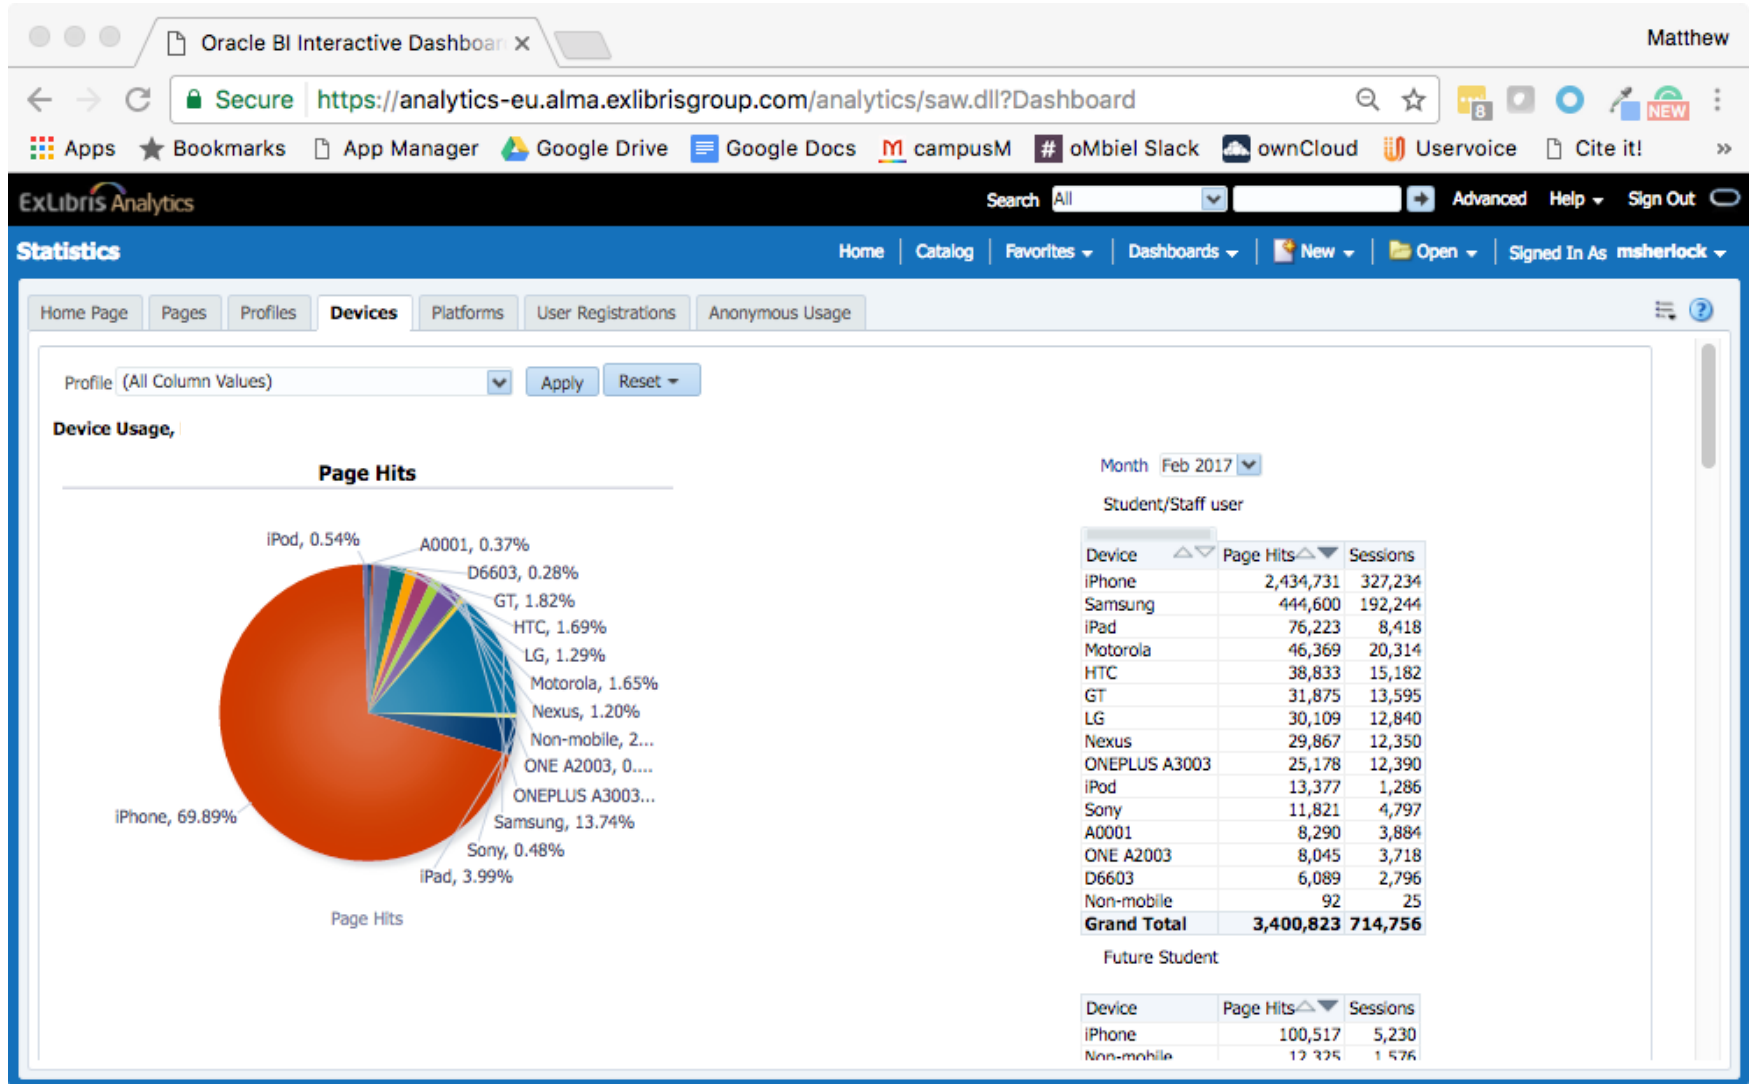 Oracle BI Interactive Dashboar
Matthew
Secure https://analytics-eu.alma.exlibrisgroup.com/analytics/saw.dll?Dashboard
8
NEW
Apps Bookmarks App Manager Google Drive Google Docs campusM oMbiel Slack ownCloud Uservoice Cite it! »
ExLibris Analytics
Search All Advanced Help Sign Out
Statistics
Home Catalog Favorites Dashboards New Open Signed In As msherlock
Home Page Pages Profiles Devices Platforms User Registrations Anonymous Usage
Profile (All Column Values) Apply Reset
Device Usage,
Page Hits
iPod, 0.54%
A0001, 0.37%
D6603, 0.28%
GT, 1.82%
HTC, 1.69%
LG, 1.29%
Motorola, 1.65%
Nexus, 1.20%
Non-mobile, 2...
ONE A2003, 0....
ONEPLUS A3003...
Samsung, 13.74%
Sony, 0.48%
iPad, 3.99%
iPhone, 69.89%
Page Hits
Month Feb 2017
Student/Staff user
Device Page Hits Sessions
iPhone 2,434,731 327,234
Samsung 444,600 192,244
iPad 76,223 8,418
Motorola 46,369 20,314
HTC 38,833 15,182
GT 31,875 13,595
LG 30,109 12,840
Nexus 29,867 12,350
ONEPLUS A3003 25,178 12,390
iPod 13,377 1,286
Sony 11,821 4,797
A0001 8,290 3,884
ONE A2003 8,045 3,718
D6603 6,089 2,796
Non-mobile 92 25
Grand Total 3,400,823 714,756
Future Student
Device Page Hits Sessions
iPhone 100,517 5,230
Non-mobile 12,325 1,576